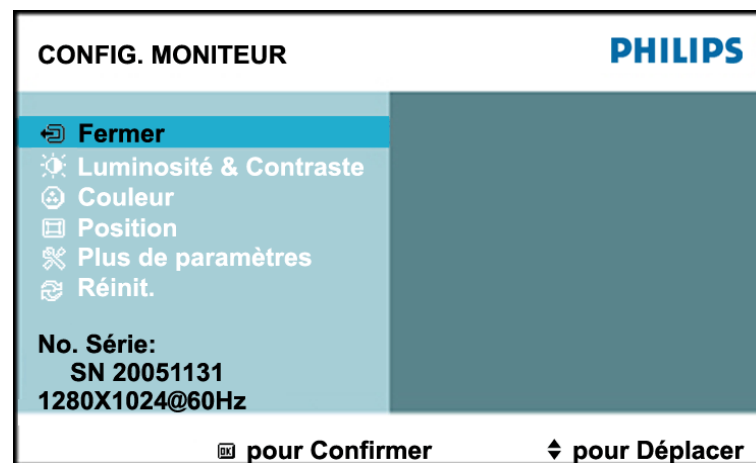 CONFIG. MONITEUR PHILIPS
Fermer
Luminosité & Contraste
Couleur
Position
Plus de paramètres
Réinit.
No. Série:
SN 20051131
1280X1024@60Hz
OK pour Confirmer pour Déplacer